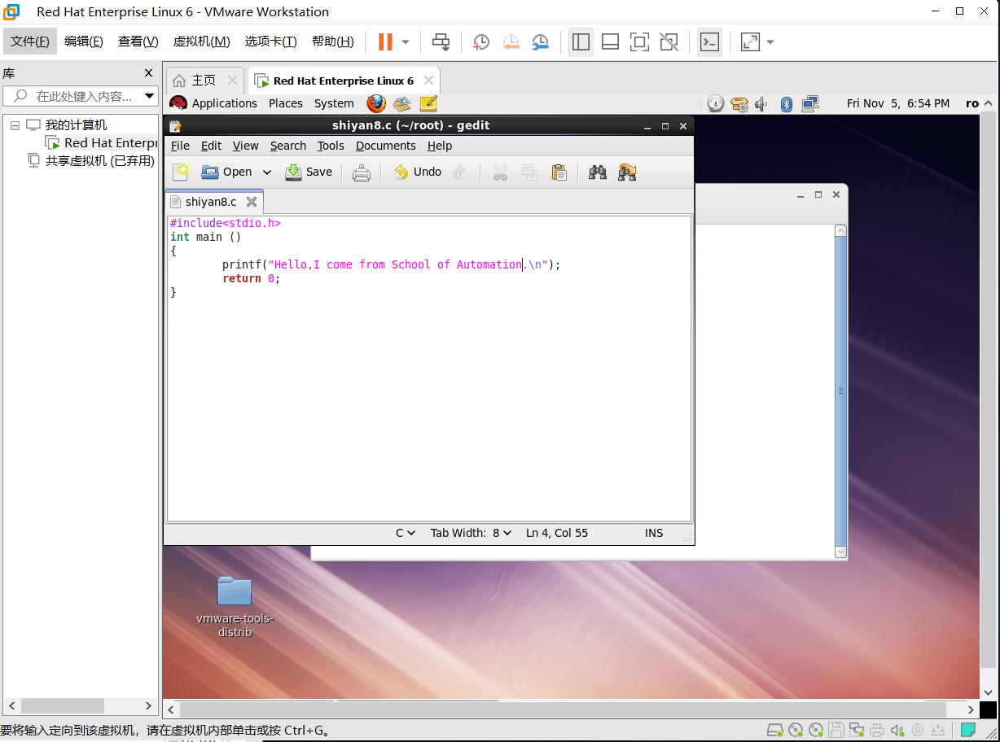 Red Hat Enterprise Linux 6 - VMware Workstation
文件(F) 编辑(E) 查看(V) 虚拟机(M) 选项卡(T) 帮助(H)
库
主页 Red Hat Enterprise Linux 6
在此处键入内容...
Applications Places System Fri Nov 5, 6:54 PM ro
我的计算机
Red Hat Enterp
共享虚拟机 (已弃用)
shiyan8.c (~/root) - gedit
File Edit View Search Tools Documents Help
Open Save Undo
shiyan8.c
#include<stdio.h>
int main ()
{
printf("Hello,I come from School of Automation.\n");
return 0;
}
C Tab Width: 8 Ln 4, Col 55 INS
vmware-tools-
distrib
要将输入定向到该虚拟机，请在虚拟机内部单击或按 Ctrl+G。